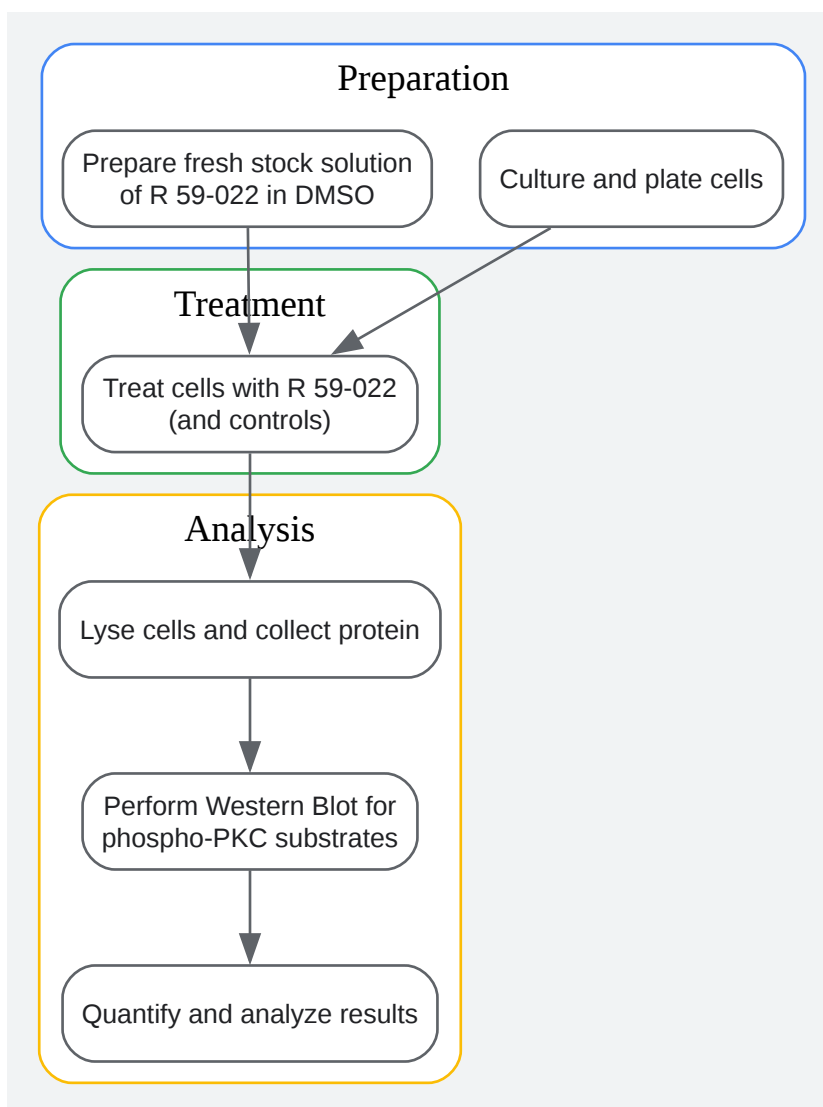 Preparation
Prepare fresh stock solution
of R 59-022 in DMSO
Culture and plate cells
Treatment
Treat cells with R 59-022
(and controls)
Analysis
Lyse cells and collect protein
Perform Western Blot for
phospho-PKC substrates
Quantify and analyze results